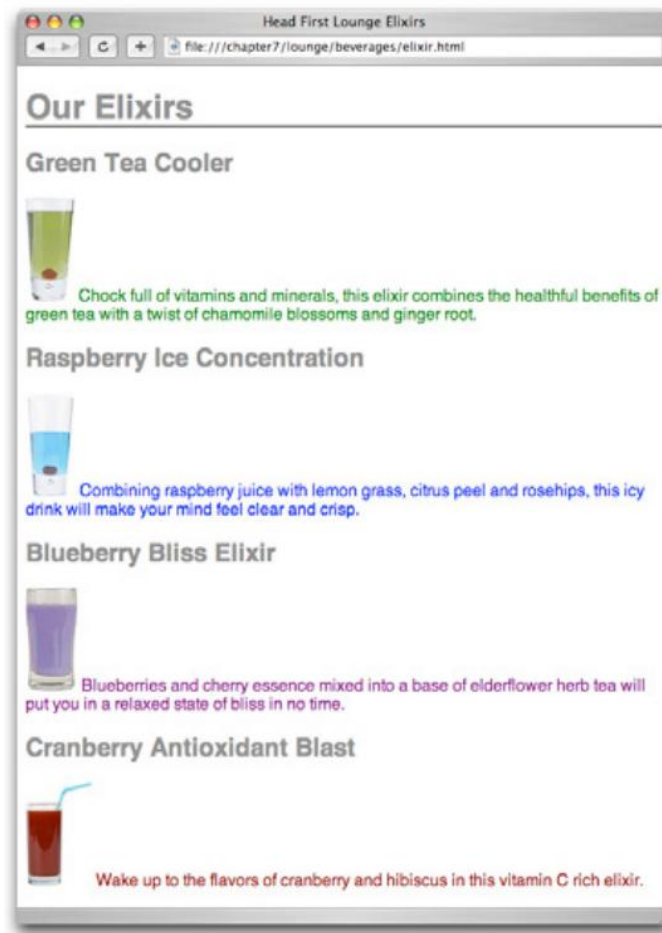 Head First Lounge Elixirs
file:///chapter7/lounge/beverages/elixir.html
Our Elixirs
Green Tea Cooler
Chock full of vitamins and minerals, this elixir combines the healthful benefits of
green tea with a twist of chamomile blossoms and ginger root.
Raspberry Ice Concentration
Combining raspberry juice with lemon grass, citrus peel and rosehips, this icy
drink will make your mind feel clear and crisp.
Blueberry Bliss Elixir
Blueberries and cherry essence mixed into a base of elderflower herb tea will
put you in a relaxed state of bliss in no time.
Cranberry Antioxidant Blast
Wake up to the flavors of cranberry and hibiscus in this vitamin C rich elixir.